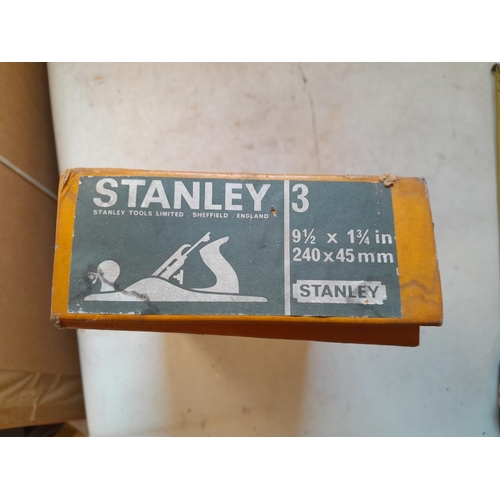 STANLEY
STANLEY TOOLS LIMITED · SHEFFIELD · ENGLAND
3
9½ x 1¾ in
240 x 45 mm
STANLEY